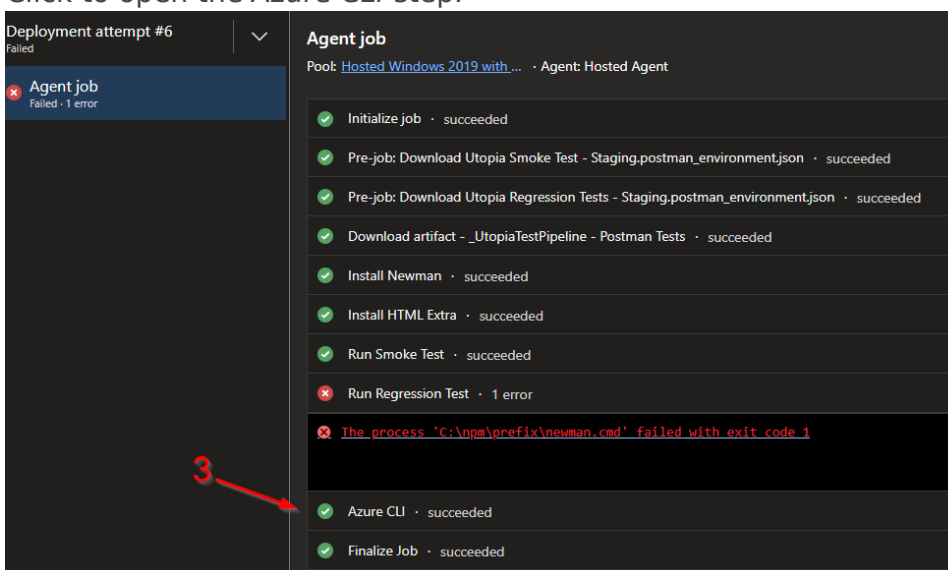 Click to open the Azure CLI step.
Deployment attempt #6
Failed
Agent job
Failed · 1 error
Agent job
Pool: Hosted Windows 2019 with ... · Agent: Hosted Agent
Initialize job · succeeded
Pre-job: Download Utopia Smoke Test - Staging.postman_environment.json · succeeded
Pre-job: Download Utopia Regression Tests - Staging.postman_environment.json · succeeded
Download artifact - _UtopiaTestPipeline - Postman Tests · succeeded
Install Newman · succeeded
Install HTML Extra · succeeded
Run Smoke Test · succeeded
Run Regression Test · 1 error
The process 'C:\npm\prefix\newman.cmd' failed with exit code 1
3
Azure CLI · succeeded
Finalize Job · succeeded